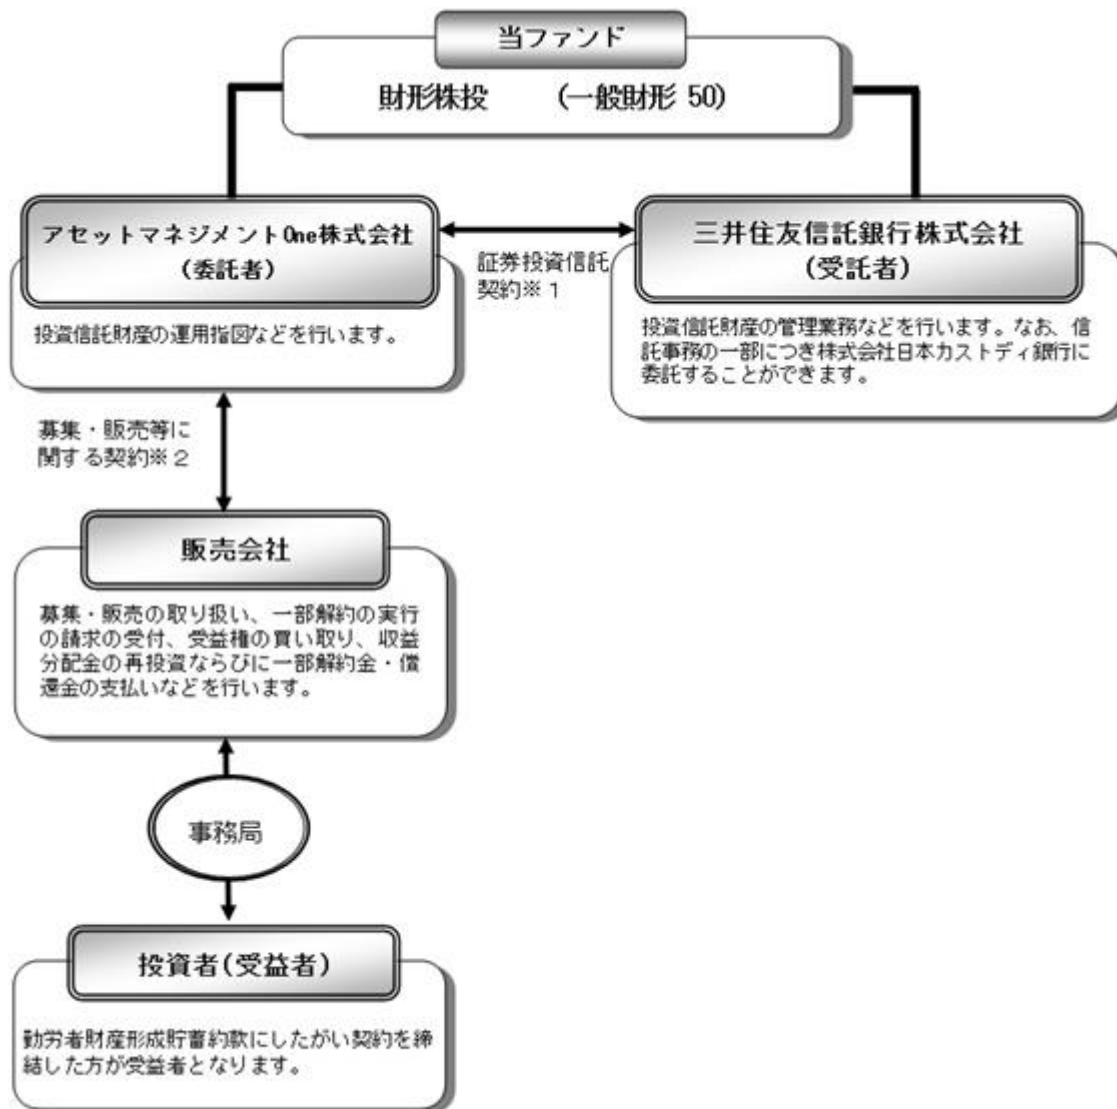 当ファンド
財形株投 (一般財形 50)
アセットマネジメントOne株式会社
(委託者)
投資信託財産の運用指図などを行います。
証券投資信託
契約※1
三井住友信託銀行株式会社
(受託者)
投資信託財産の管理業務などを行います。なお、信
託事務の一部につき株式会社日本カストディ銀行に
委託することができます。
募集・販売等に
関する契約※2
販売会社
募集・販売の取り扱い、一部解約の実行
の請求の受付、受益権の買い取り、収益
分配金の再投資ならびに一部解約金・償
還金の支払いなどを行います。
事務局
投資者(受益者)
勤労者財産形成貯蓄約款にしたがい契約を締
結した方が受益者となります。